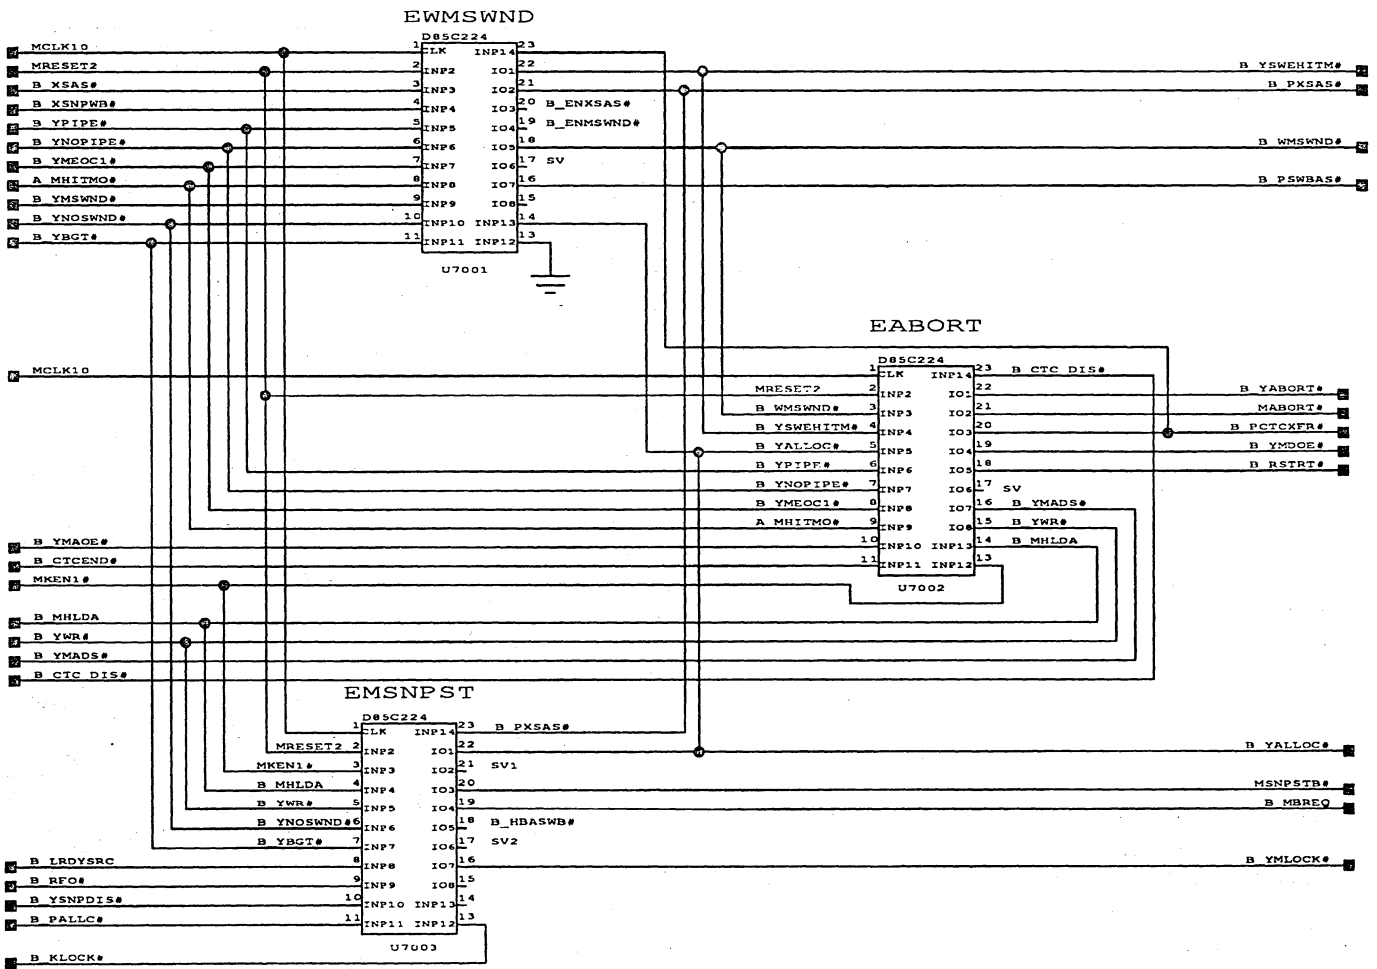 EWMSWND
D85C224
MCLK10 1 CLK INP14 23
MRESET2 2 INP2 IO1 22 B YSWEHITM#
B XSAS# 3 INP3 IO2 21 B PXSAS#
B XSNPWB# 4 INP4 IO3 20 B_ENXSAS#
B YPIPE# 5 INP5 IO4 19 B_ENMSWND#
B YNOPIPE# 6 INP6 IO5 18 B WMSWND#
B YMEOC1# 7 INP7 IO6 17 SV
A MHITMO# 8 INP8 IO7 16 B PSWBAS#
B YMSWND# 9 INP9 IO8 15
B YNOSWND# 10 INP10 INP13 14
B YBGT# 11 INP11 INP12 13
U7001
EABORT
D85C224
MCLK10 1 CLK INP14 23 B CTC DIS#
MRESET2 2 INP2 IO1 22 B YABORT#
B WMSWND# 3 INP3 IO2 21 MABORT#
B YSWEHITM# 4 INP4 IO3 20 B PCTCXFR#
B YALLOC# 5 INP5 IO4 19 B YMDOE#
B YPIPE# 6 INP6 IO5 18 B RSTRT#
B YNOPIPE# 7 INP7 IO6 17 SV
B YMEOC1# 8 INP8 IO7 16 B YMADS#
A MHITMO# 9 INP9 IO8 15 B YWR#
B YMAOE# 10 INP10 INP13 14 B MHLDA
B CTCEND# 11 INP11 INP12 13
MKEN1#
U7002
B MHLDA
B YWR#
B YMADS#
B CTC DIS#
EMSNPST
D85C224
1 CLK INP14 23 B PXSAS#
MRESET2 2 INP2 IO1 22 B YALLOC#
MKEN1# 3 INP3 IO2 21 SV1
B MHLDA 4 INP4 IO3 20 MSNPSTB#
B YWR# 5 INP5 IO4 19 B MBREQ
B YNOSWND# 6 INP6 IO5 18 B_HBASWB#
B YBGT# 7 INP7 IO6 17 SV2
B LRDYSRC 8 INP8 IO7 16 B YMLOCK#
B RFO# 9 INP9 IO8 15
B YSNPDIS# 10 INP10 INP13 14
B PALLC# 11 INP11 INP12 13
U7003
B KLOCK#